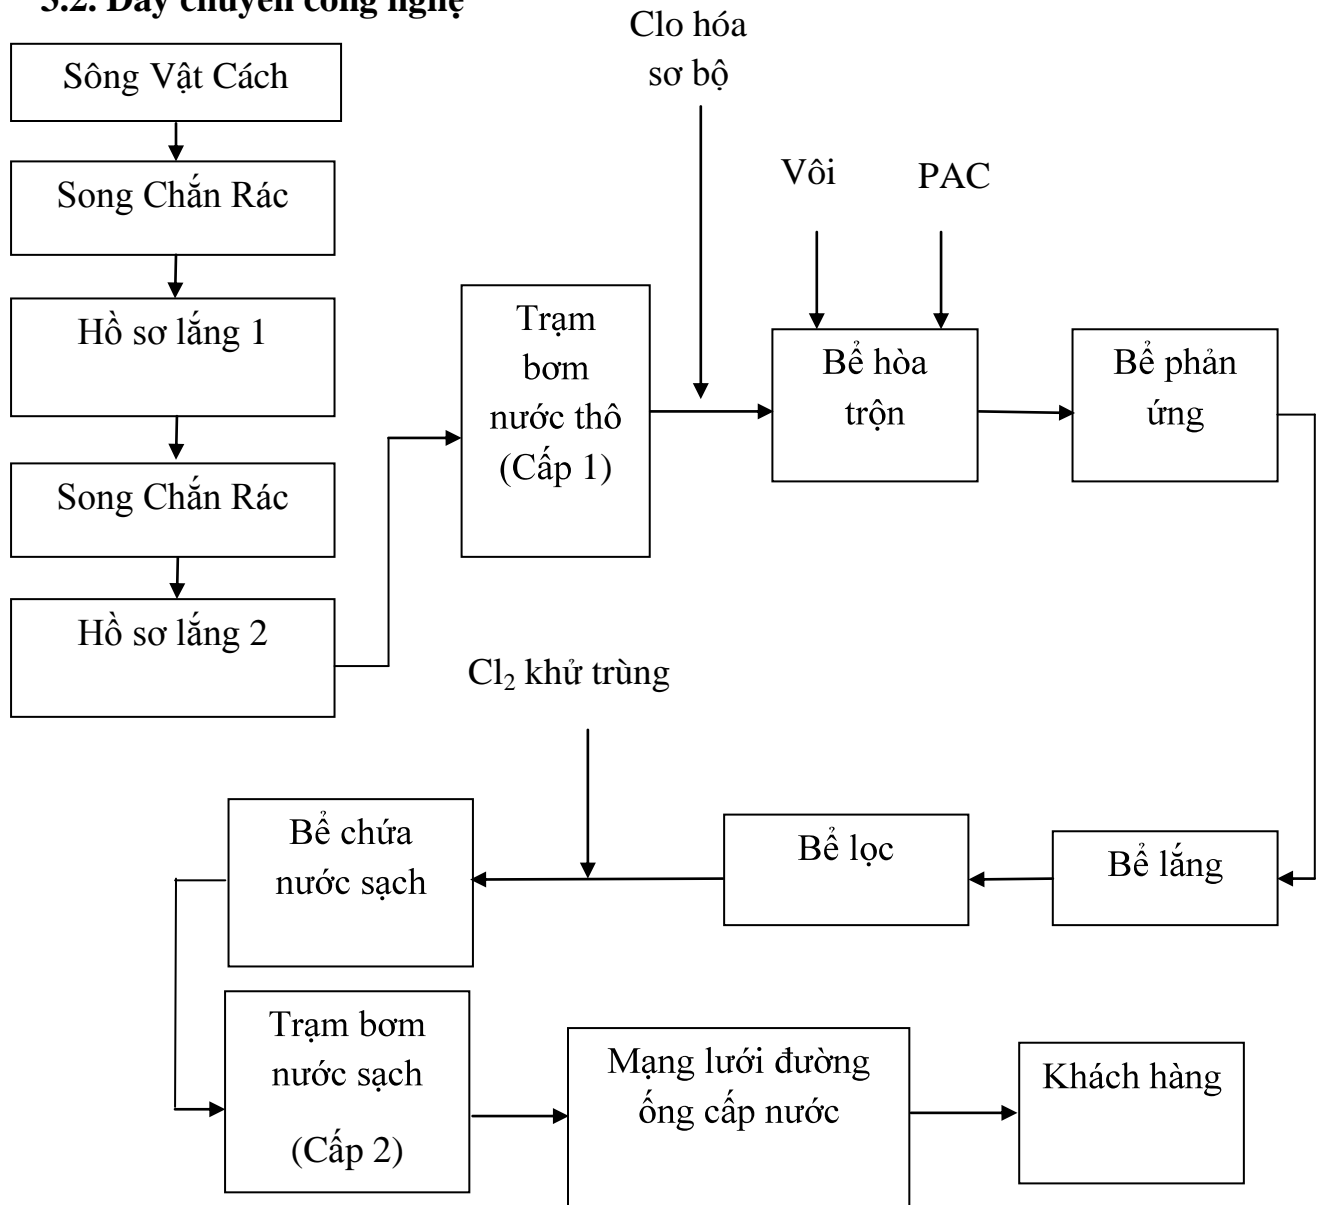 3.2. Dây chuyền công nghệ
Clo hóa
sơ bộ
Sông Vật Cách
Song Chắn Rác
Vôi
PAC
Hồ sơ lắng 1
Trạm
bơm
nước thô
(Cấp 1)
Bể hòa
trộn
Bể phản
ứng
Song Chắn Rác
Hồ sơ lắng 2
Cl₂ khử trùng
Bể chứa
nước sạch
Bể lọc
Bể lắng
Trạm bơm
nước sạch
(Cấp 2)
Mạng lưới đường
ống cấp nước
Khách hàng